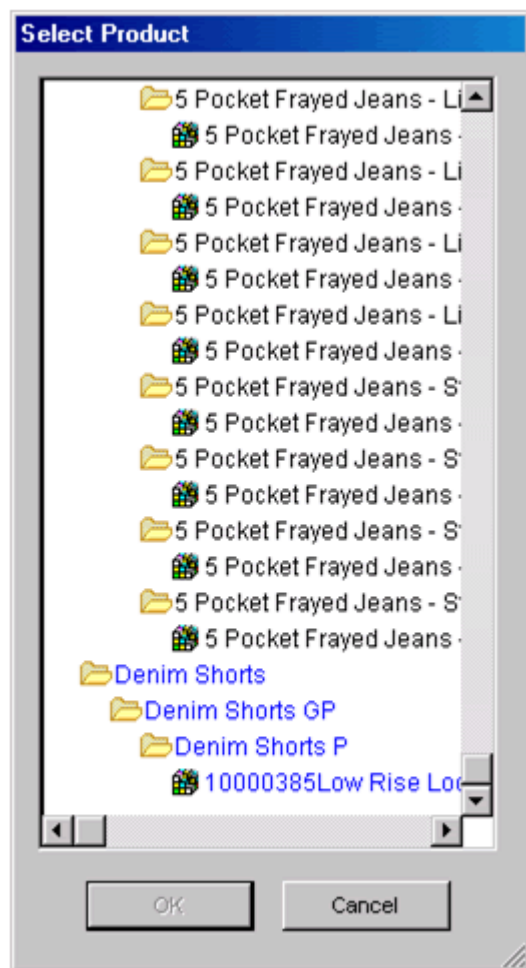 Select Product
5 Pocket Frayed Jeans - Li
5 Pocket Frayed Jeans -
5 Pocket Frayed Jeans - Li
5 Pocket Frayed Jeans -
5 Pocket Frayed Jeans - Li
5 Pocket Frayed Jeans -
5 Pocket Frayed Jeans - Li
5 Pocket Frayed Jeans -
5 Pocket Frayed Jeans - S
5 Pocket Frayed Jeans -
5 Pocket Frayed Jeans - S
5 Pocket Frayed Jeans -
5 Pocket Frayed Jeans - S
5 Pocket Frayed Jeans -
5 Pocket Frayed Jeans - S
5 Pocket Frayed Jeans -
Denim Shorts
Denim Shorts GP
Denim Shorts P
10000385Low Rise Loo
OK
Cancel